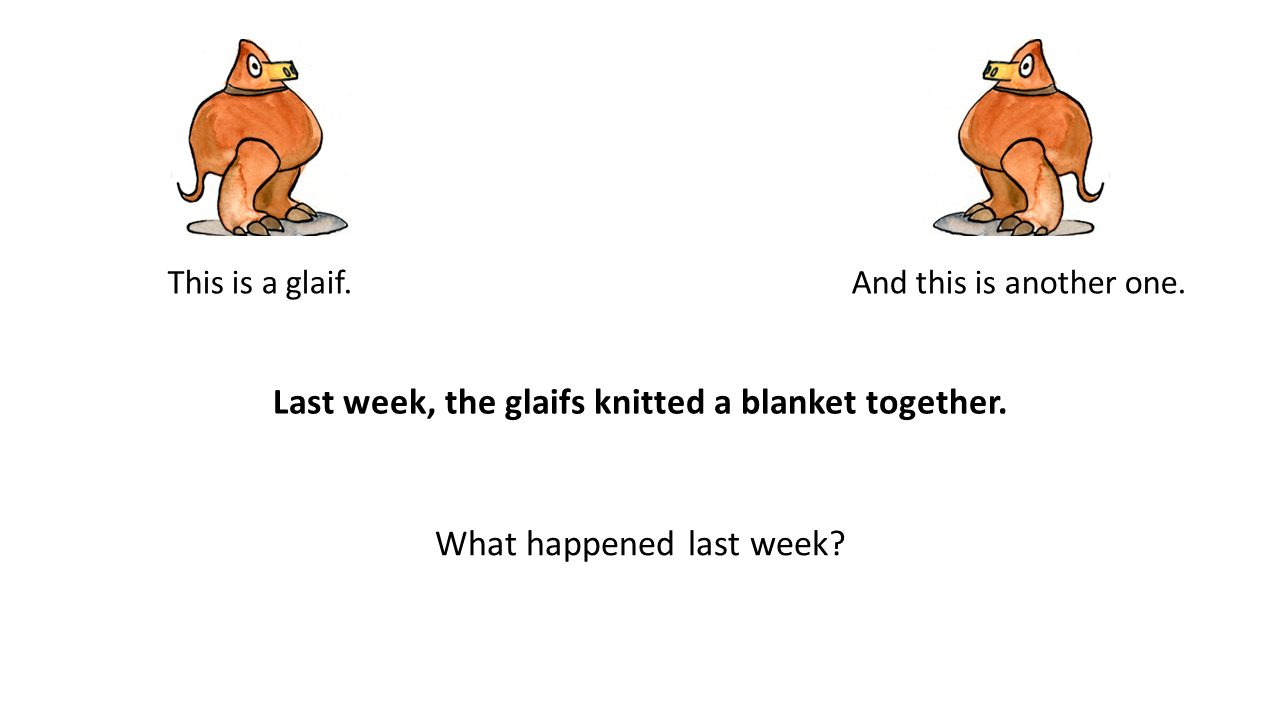 This is a glaif.
And this is another one.
Last week, the glaifs knitted a blanket together.
What happened last week?